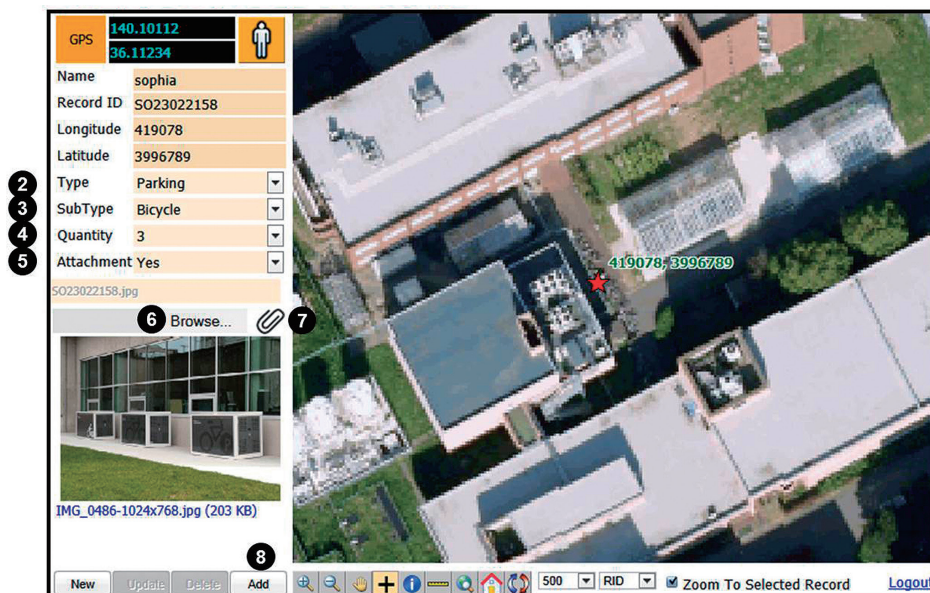 GPS
140.10112
36.11234
Name sophia
Record ID SO23022158
Longitude 419078
Latitude 3996789
2 Type Parking
3 SubType Bicycle
4 Quantity 3
5 Attachment Yes
SO23022158.jpg
6 Browse... 7
IMG_0486-1024x768.jpg (203 KB)
8
New Update Delete Add
419078, 3996789
500 RID Zoom To Selected Record Logout